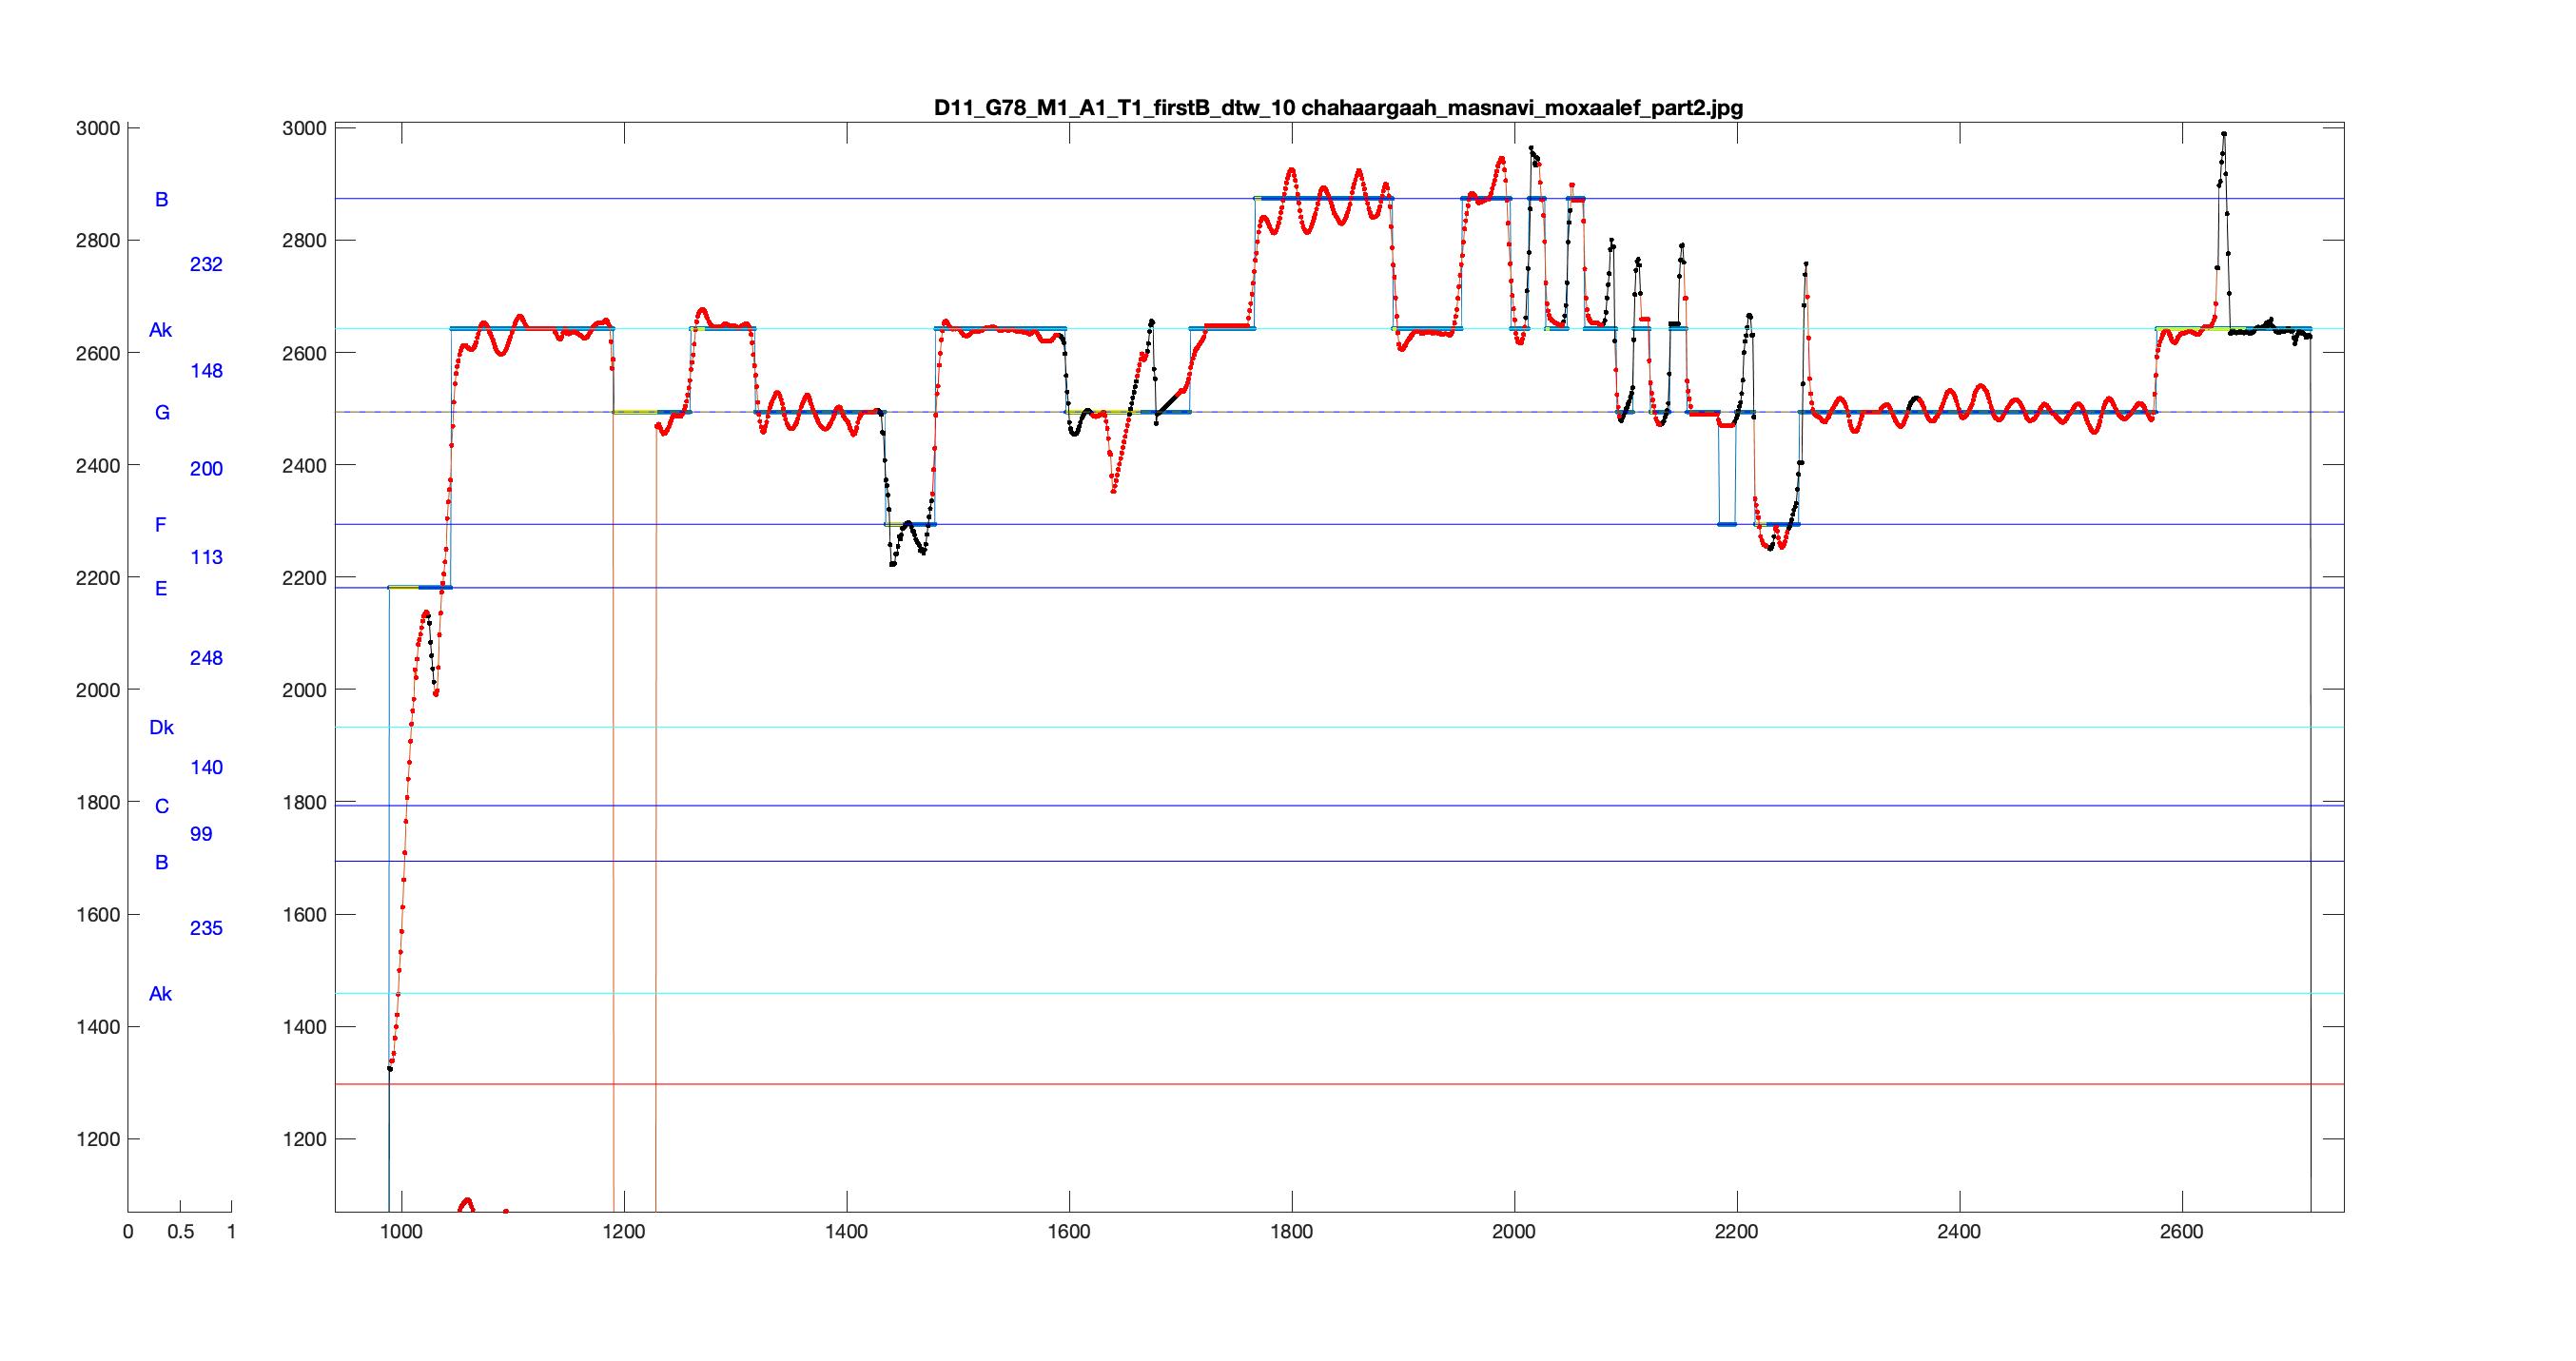 D11_G78_M1_A1_T1_firstB_dtw_10 chahaargaah_masnavi_moxaalef_part2.jpg
3000 3000
B
2800 2800
232
Ak
2600 2600
148
G
2400 2400
200
F
113
2200 2200
E
248
2000 2000
Dk
140
1800 1800
C
99
B
1600 1600
235
Ak
1400 1400
1200 1200
0 0.5 1 1000 1200 1400 1600 1800 2000 2200 2400 2600